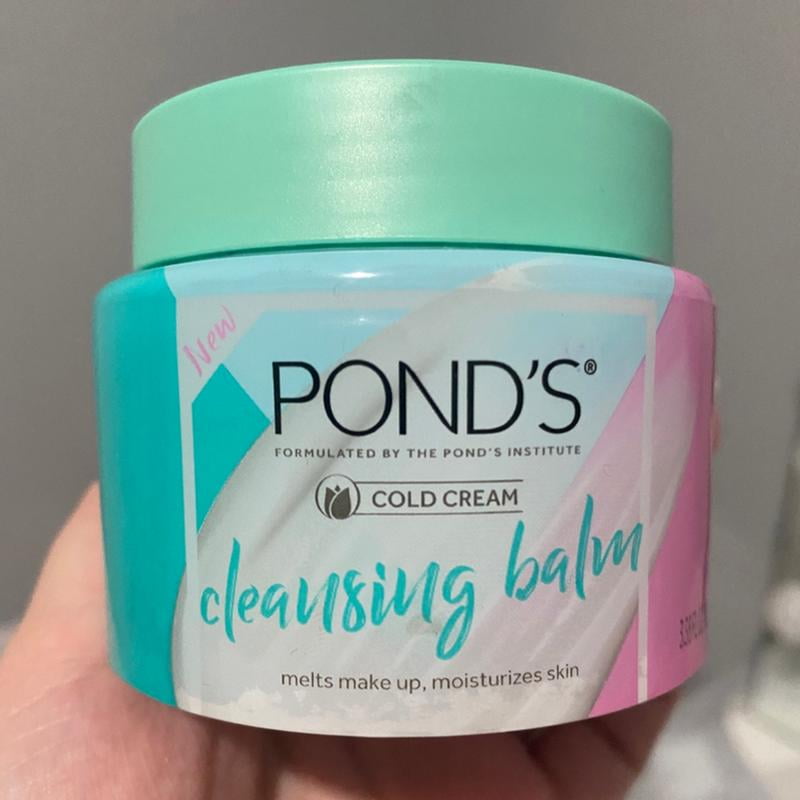 New
POND'S®
FORMULATED BY THE POND'S INSTITUTE
COLD CREAM
cleansing balm
melts make up, moisturizes skin